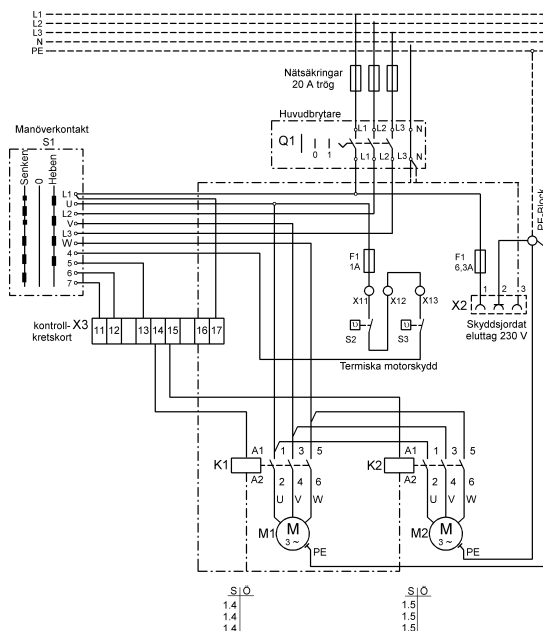 L1
L2
L3
N
PE
Nätsäkringar
20 A trög
Huvudbrytare
L1 L2 L3 N
Q1
0 1
L1 L2 L3 N
Manöverkontakt
S1
Senken
0
Heben
L1
U
L2
V
L3
W
4
5
6
7
PE-Block
F1
1A
F1
6,3A
X11 X12 X13
X2
1 2 3
S2 S3
Skyddsjordat
eluttag 230 V
Termiska motorskydd
kontroll-
kretskort
X3
11 12 13 14 15 16 17
K1
A1 1 3 5
A2 2 4 6
U V W
K2
A1 1 3 5
A2 2 4 6
U V W
M1
M
3 ~
PE
M2
M
3 ~
PE
S Ö
1.4
1.4
1.4
S Ö
1.5
1.5
1.5